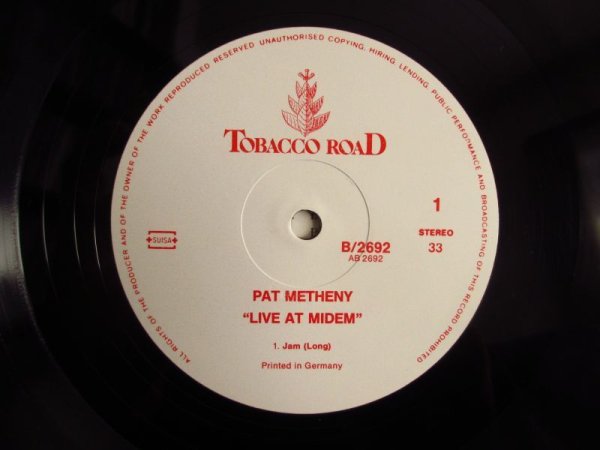 ALL RIGHTS OF THE PRODUCER AND OF THE OWNER OF THE WORK REPRODUCED RESERVED UNAUTHORISED COPYING, HIRING, LENDING, PUBLIC PERFORMANCE AND BROADCASTING OF THIS RECORD PROHIBITED
TOBACCO ROAD
1
SUISA
B/2692
STEREO
AB 2692
33
PAT METHENY
“LIVE AT MIDEM”
1. Jam (Long)
Printed in Germany